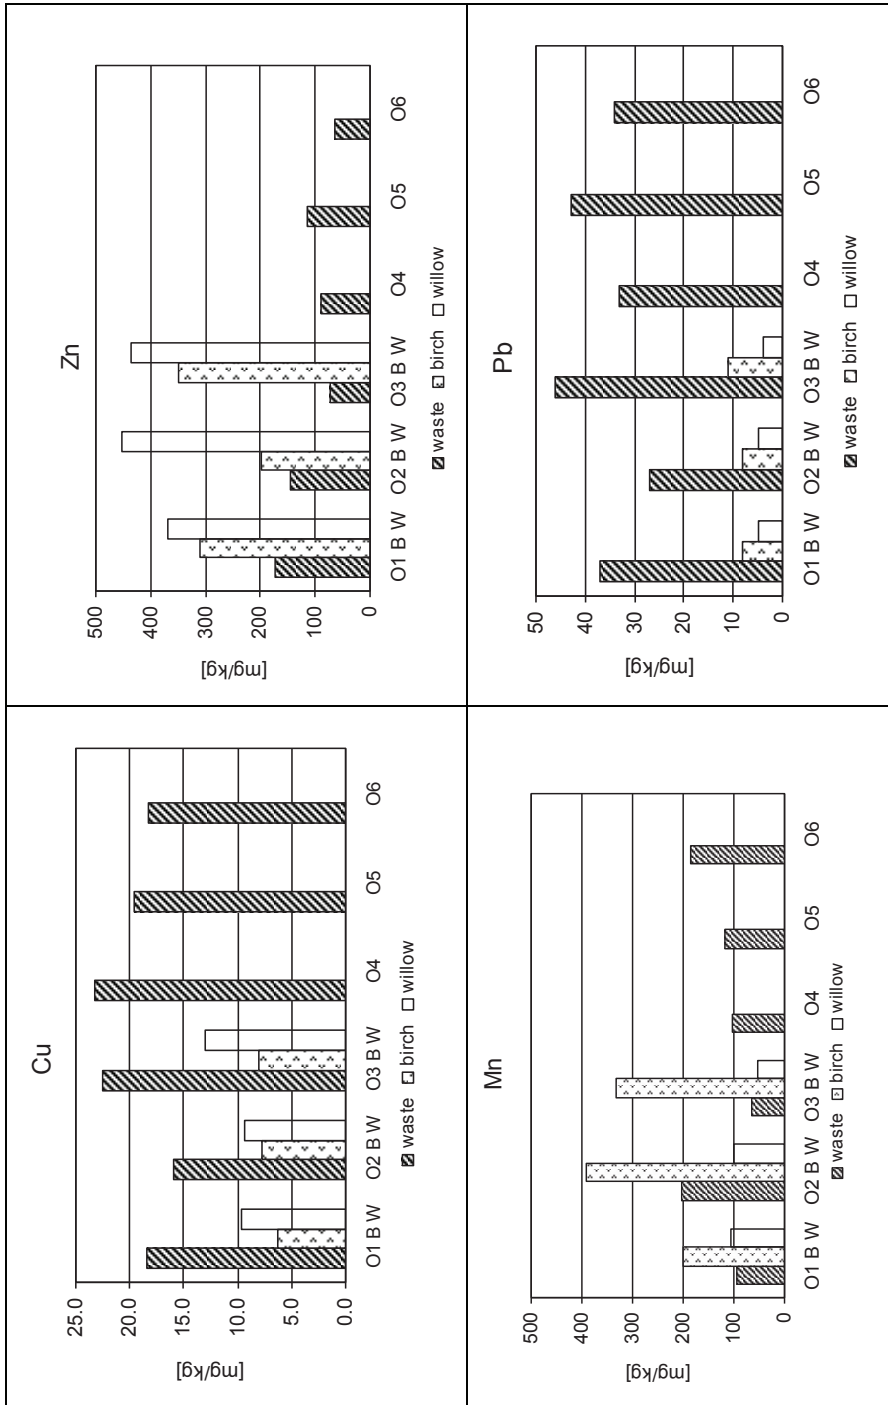 Cu
25.0
20.0
15.0
10.0
5.0
0.0
[mg/kg]
O1 B W O2 B W O3 B W O4 O5 O6
waste birch willow
Zn
500
400
300
200
100
0
[mg/kg]
O1 B W O2 B W O3 B W O4 O5 O6
waste birch willow
Mn
500
400
300
200
100
0
[mg/kg]
O1 B W O2 B W O3 B W O4 O5 O6
waste birch willow
Pb
50
40
30
20
10
0
[mg/kg]
O1 B W O2 B W O3 B W O4 O5 O6
waste birch willow